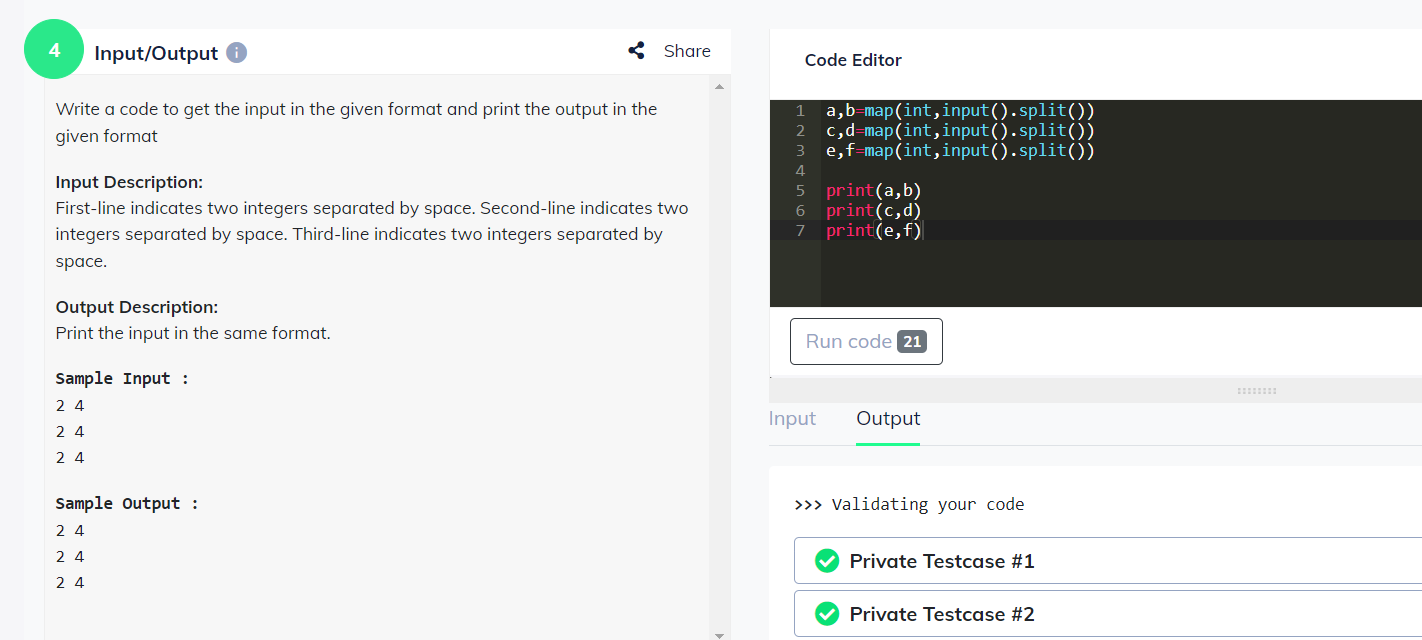 4
Input/Output i
Share
Write a code to get the input in the given format and print the output in the
given format
Input Description:
First-line indicates two integers separated by space. Second-line indicates two
integers separated by space. Third-line indicates two integers separated by
space.
Output Description:
Print the input in the same format.
Sample Input :
2 4
2 4
2 4
Sample Output :
2 4
2 4
2 4
Code Editor
1 a,b=map(int,input().split())
2 c,d=map(int,input().split())
3 e,f=map(int,input().split())
4
5 print(a,b)
6 print(c,d)
7 print(e,f)
Run code 21
Input Output
>>> Validating your code
Private Testcase #1
Private Testcase #2